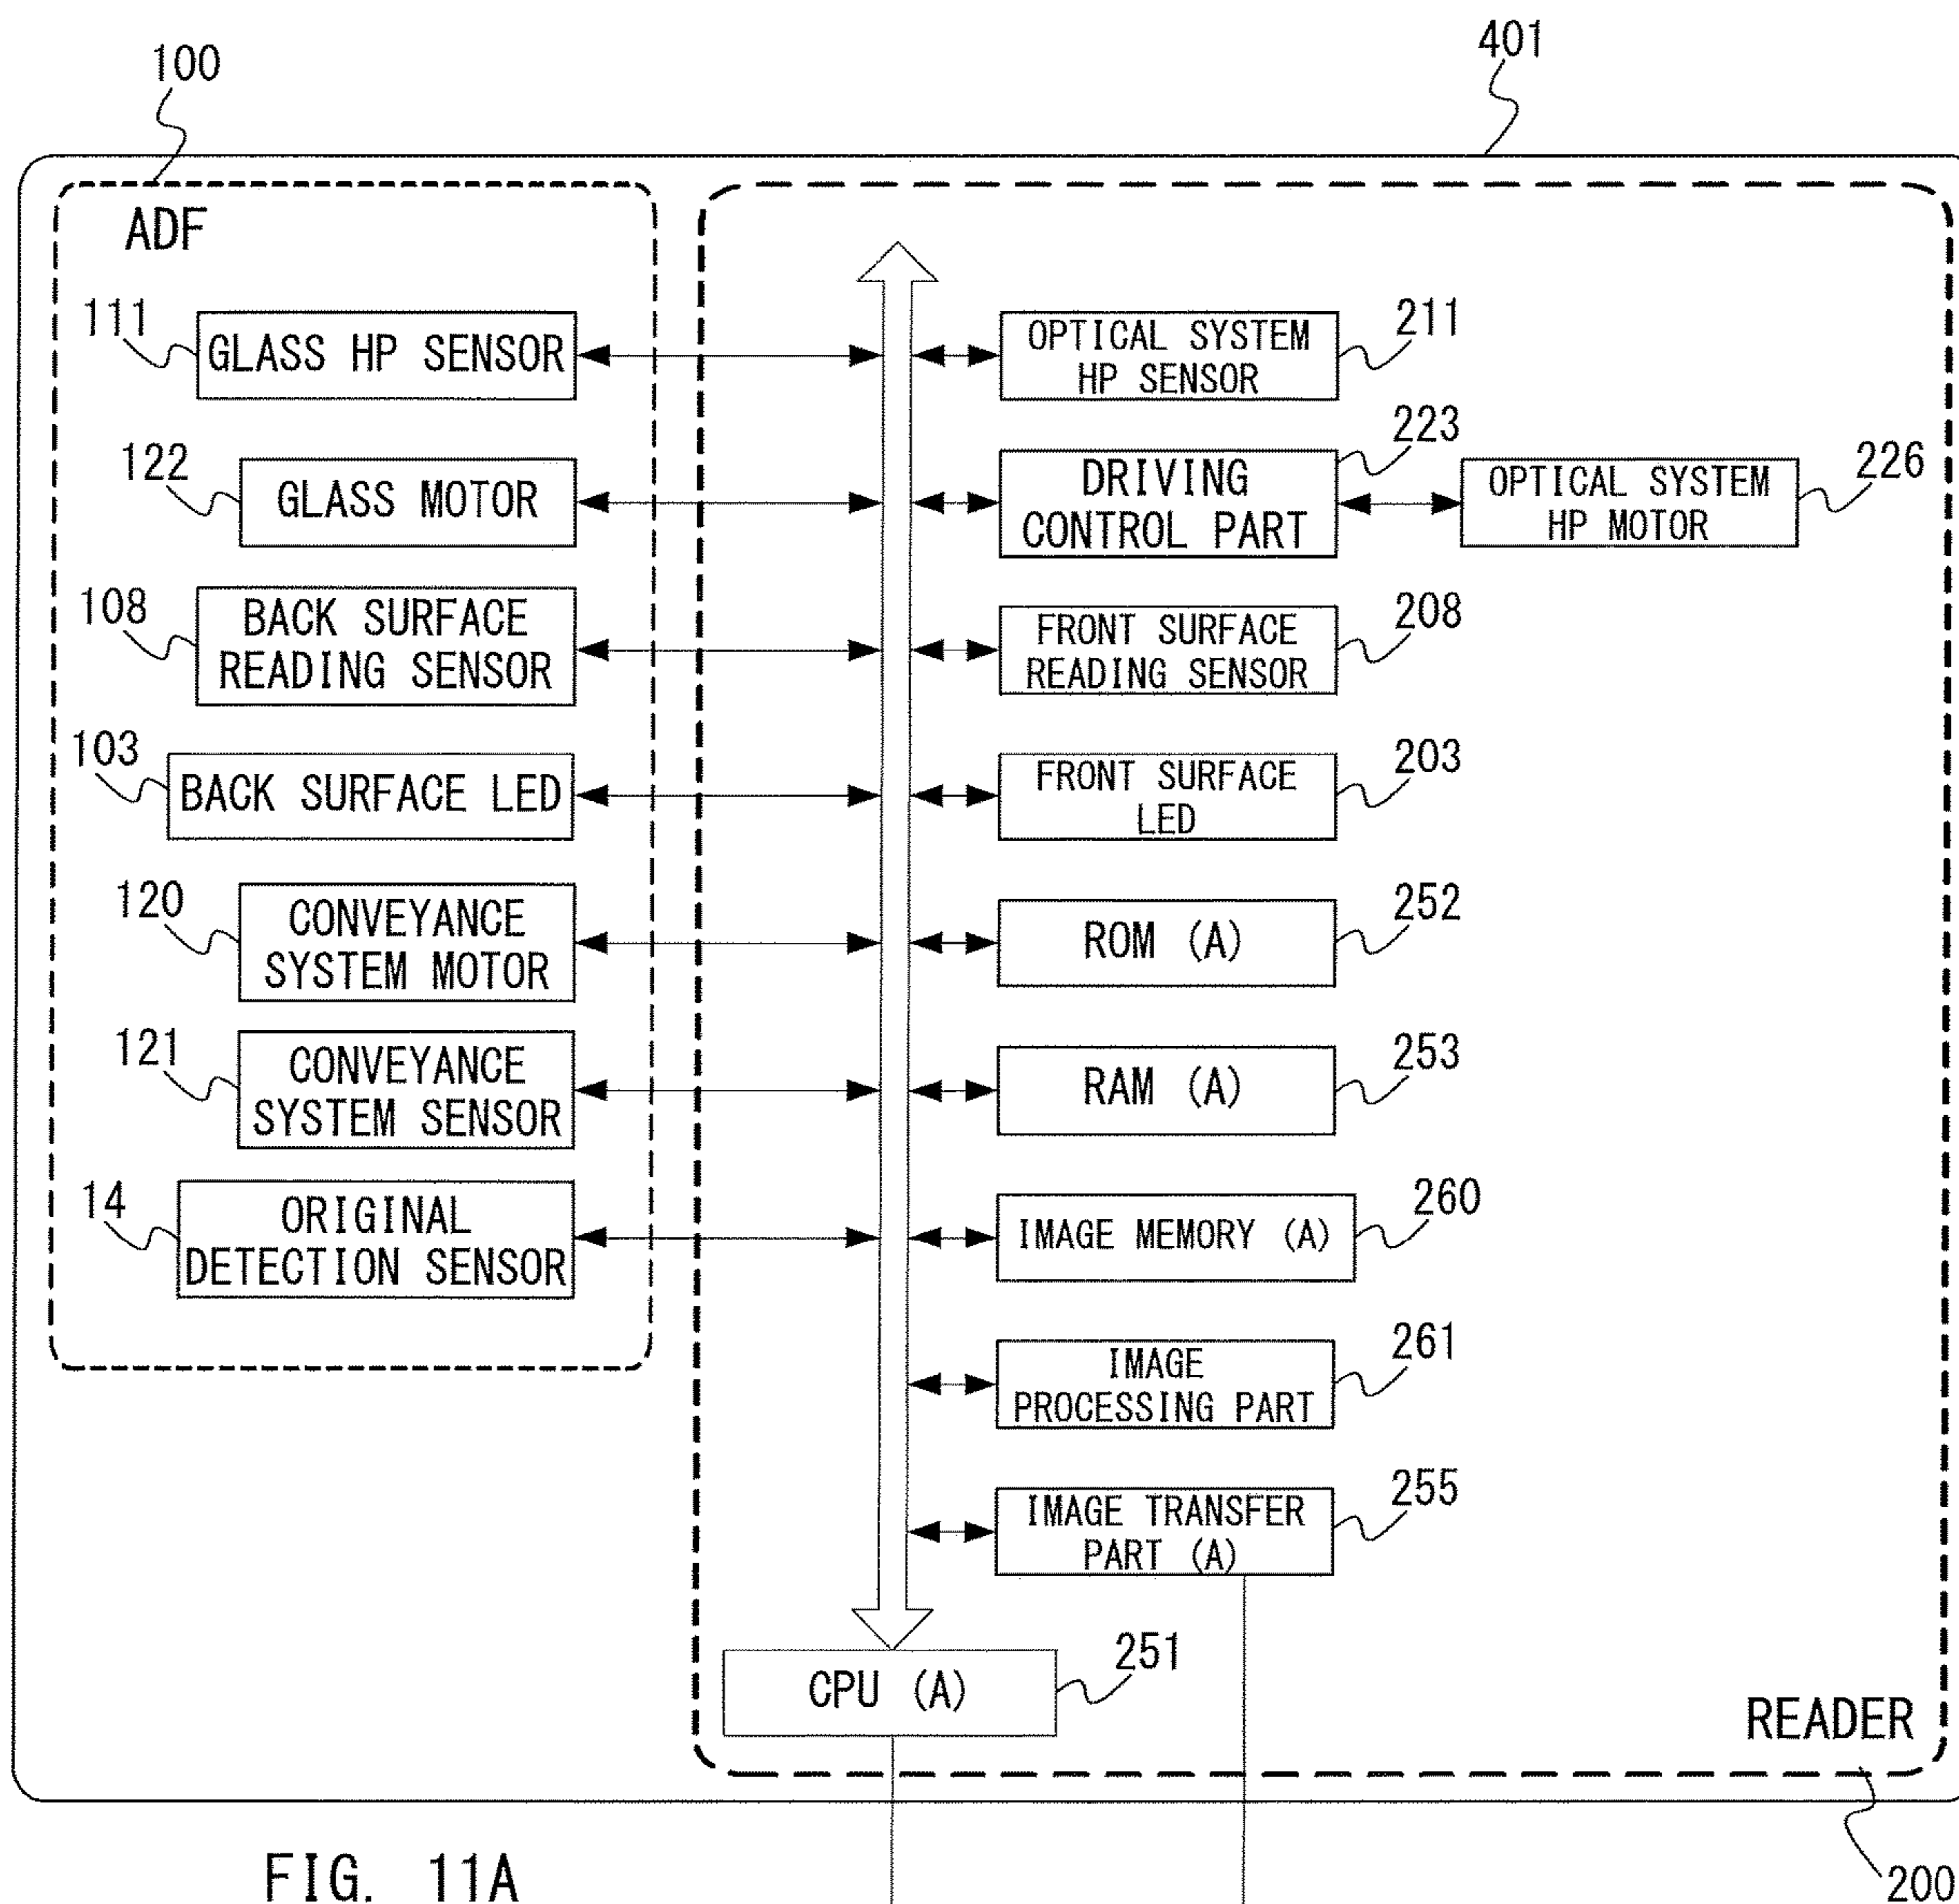 100
401
ADF
111
GLASS HP SENSOR
OPTICAL SYSTEM
HP SENSOR
211
122
GLASS MOTOR
DRIVING
CONTROL PART
223
OPTICAL SYSTEM
HP MOTOR
226
108
BACK SURFACE
READING SENSOR
FRONT SURFACE
READING SENSOR
208
103
BACK SURFACE LED
FRONT SURFACE
LED
203
120
CONVEYANCE
SYSTEM MOTOR
ROM (A)
252
121
CONVEYANCE
SYSTEM SENSOR
RAM (A)
253
14
ORIGINAL
DETECTION SENSOR
IMAGE MEMORY (A)
260
IMAGE
PROCESSING PART
261
IMAGE TRANSFER
PART (A)
255
CPU (A)
251
READER
200
FIG. 11A